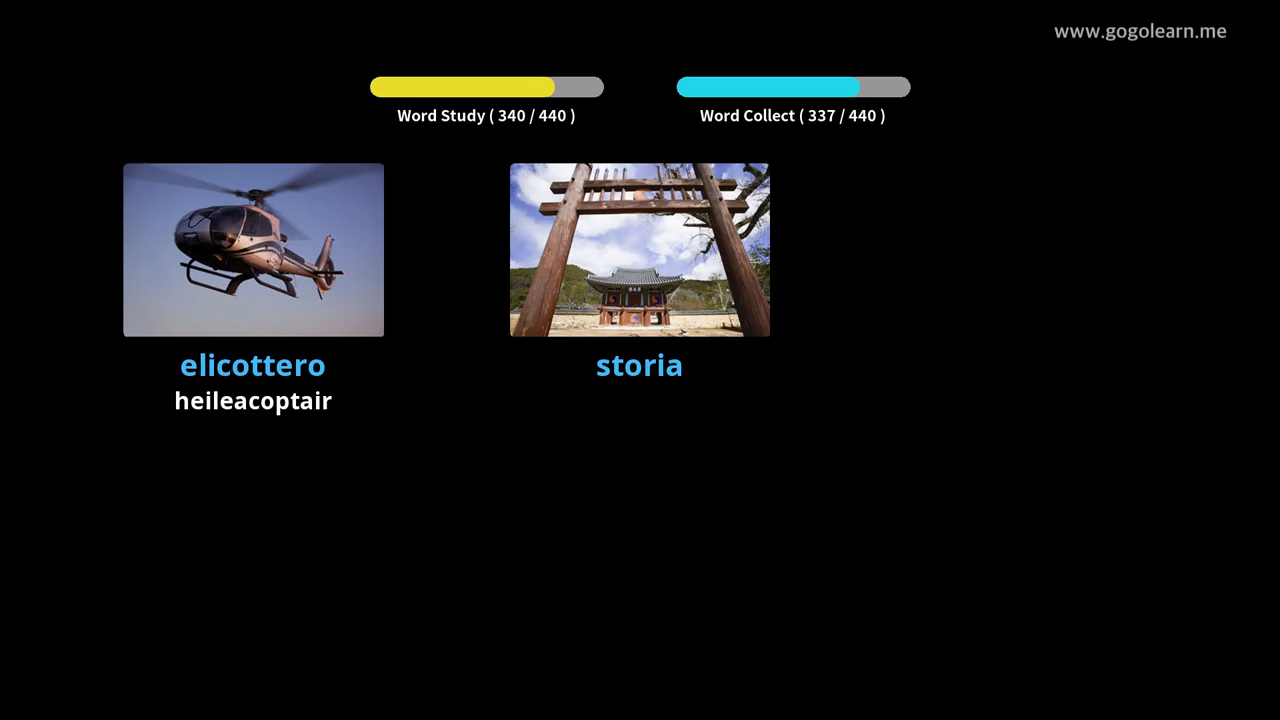 www.gogolearn.me
Word Study ( 340 / 440 )
Word Collect ( 337 / 440 )
elicottero
heileacoptair
storia